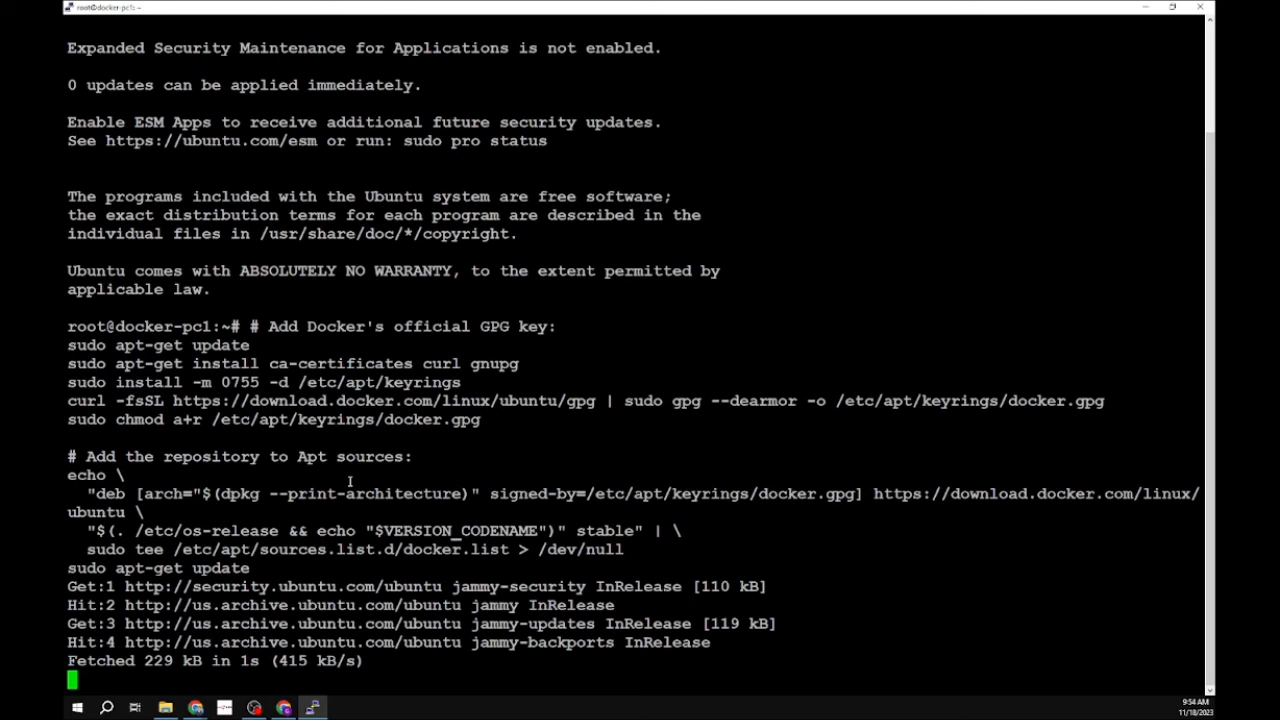 root@docker-pc1: ~
Expanded Security Maintenance for Applications is not enabled.
0 updates can be applied immediately.
Enable ESM Apps to receive additional future security updates.
See https://ubuntu.com/esm or run: sudo pro status
The programs included with the Ubuntu system are free software;
the exact distribution terms for each program are described in the
individual files in /usr/share/doc/*/copyright.
Ubuntu comes with ABSOLUTELY NO WARRANTY, to the extent permitted by
applicable law.
root@docker-pc1:~# # Add Docker's official GPG key:
sudo apt-get update
sudo apt-get install ca-certificates curl gnupg
sudo install -m 0755 -d /etc/apt/keyrings
curl -fsSL https://download.docker.com/linux/ubuntu/gpg | sudo gpg --dearmor -o /etc/apt/keyrings/docker.gpg
sudo chmod a+r /etc/apt/keyrings/docker.gpg
# Add the repository to Apt sources:
echo \
"deb [arch="$(dpkg --print-architecture)" signed-by=/etc/apt/keyrings/docker.gpg] https://download.docker.com/linux/
ubuntu \
"$(. /etc/os-release && echo "$VERSION_CODENAME")" stable" | \
sudo tee /etc/apt/sources.list.d/docker.list > /dev/null
sudo apt-get update
Get:1 http://security.ubuntu.com/ubuntu jammy-security InRelease [110 kB]
Hit:2 http://us.archive.ubuntu.com/ubuntu jammy InRelease
Get:3 http://us.archive.ubuntu.com/ubuntu jammy-updates InRelease [119 kB]
Hit:4 http://us.archive.ubuntu.com/ubuntu jammy-backports InRelease
Fetched 229 kB in 1s (415 kB/s)
9:54 AM
11/18/2023